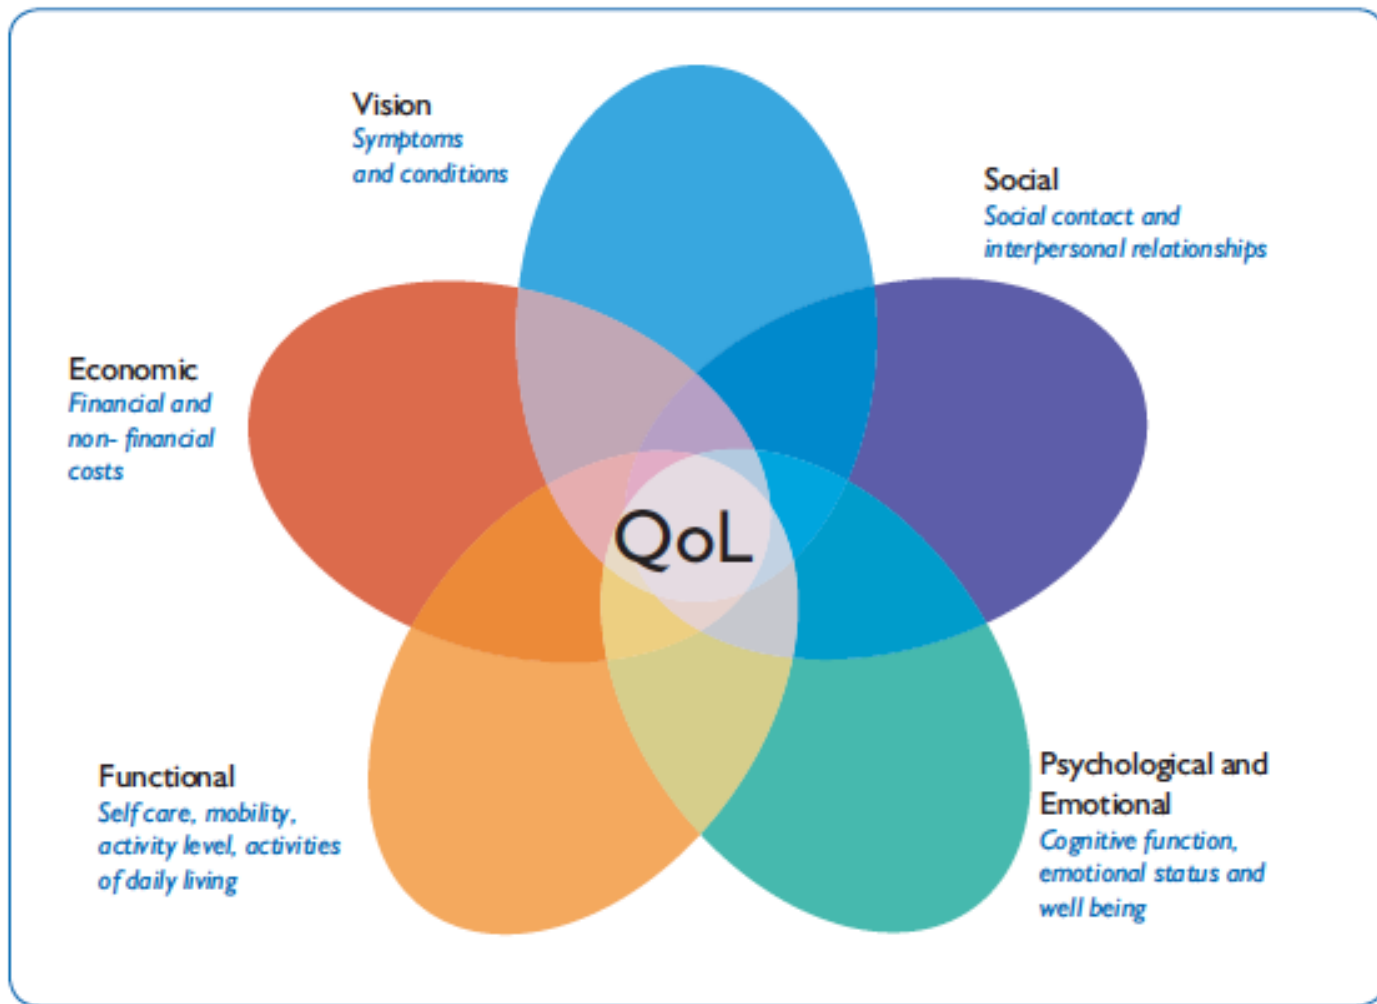 Vision
Symptoms
and conditions
Social
Social contact and
interpersonal relationships
Economic
Financial and
non- financial
costs
QoL
Functional
Self care, mobility,
activity level, activities
of daily living
Psychological and
Emotional
Cognitive function,
emotional status and
well being